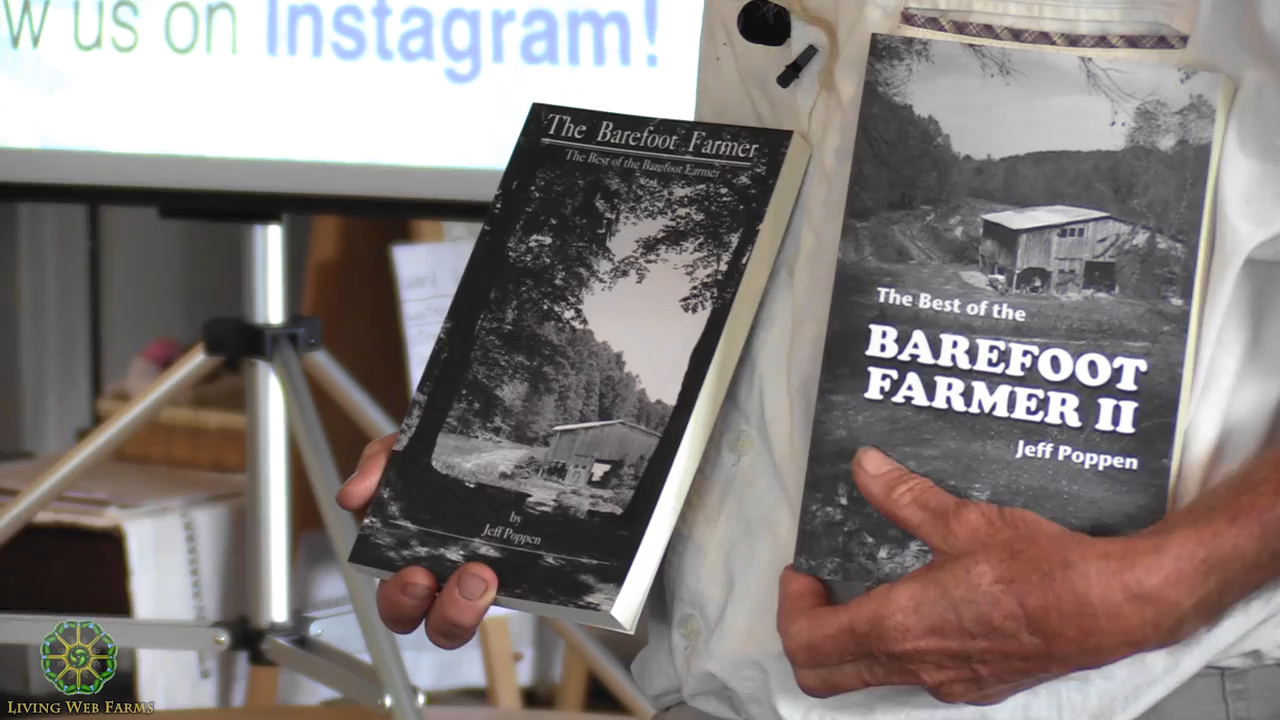 w us on Instagram!
The Barefoot Farmer
The Best of the Barefoot Farmer
by
Jeff Poppen
The Best of the
BAREFOOT
FARMER II
Jeff Poppen
LIVING WEB FARMS